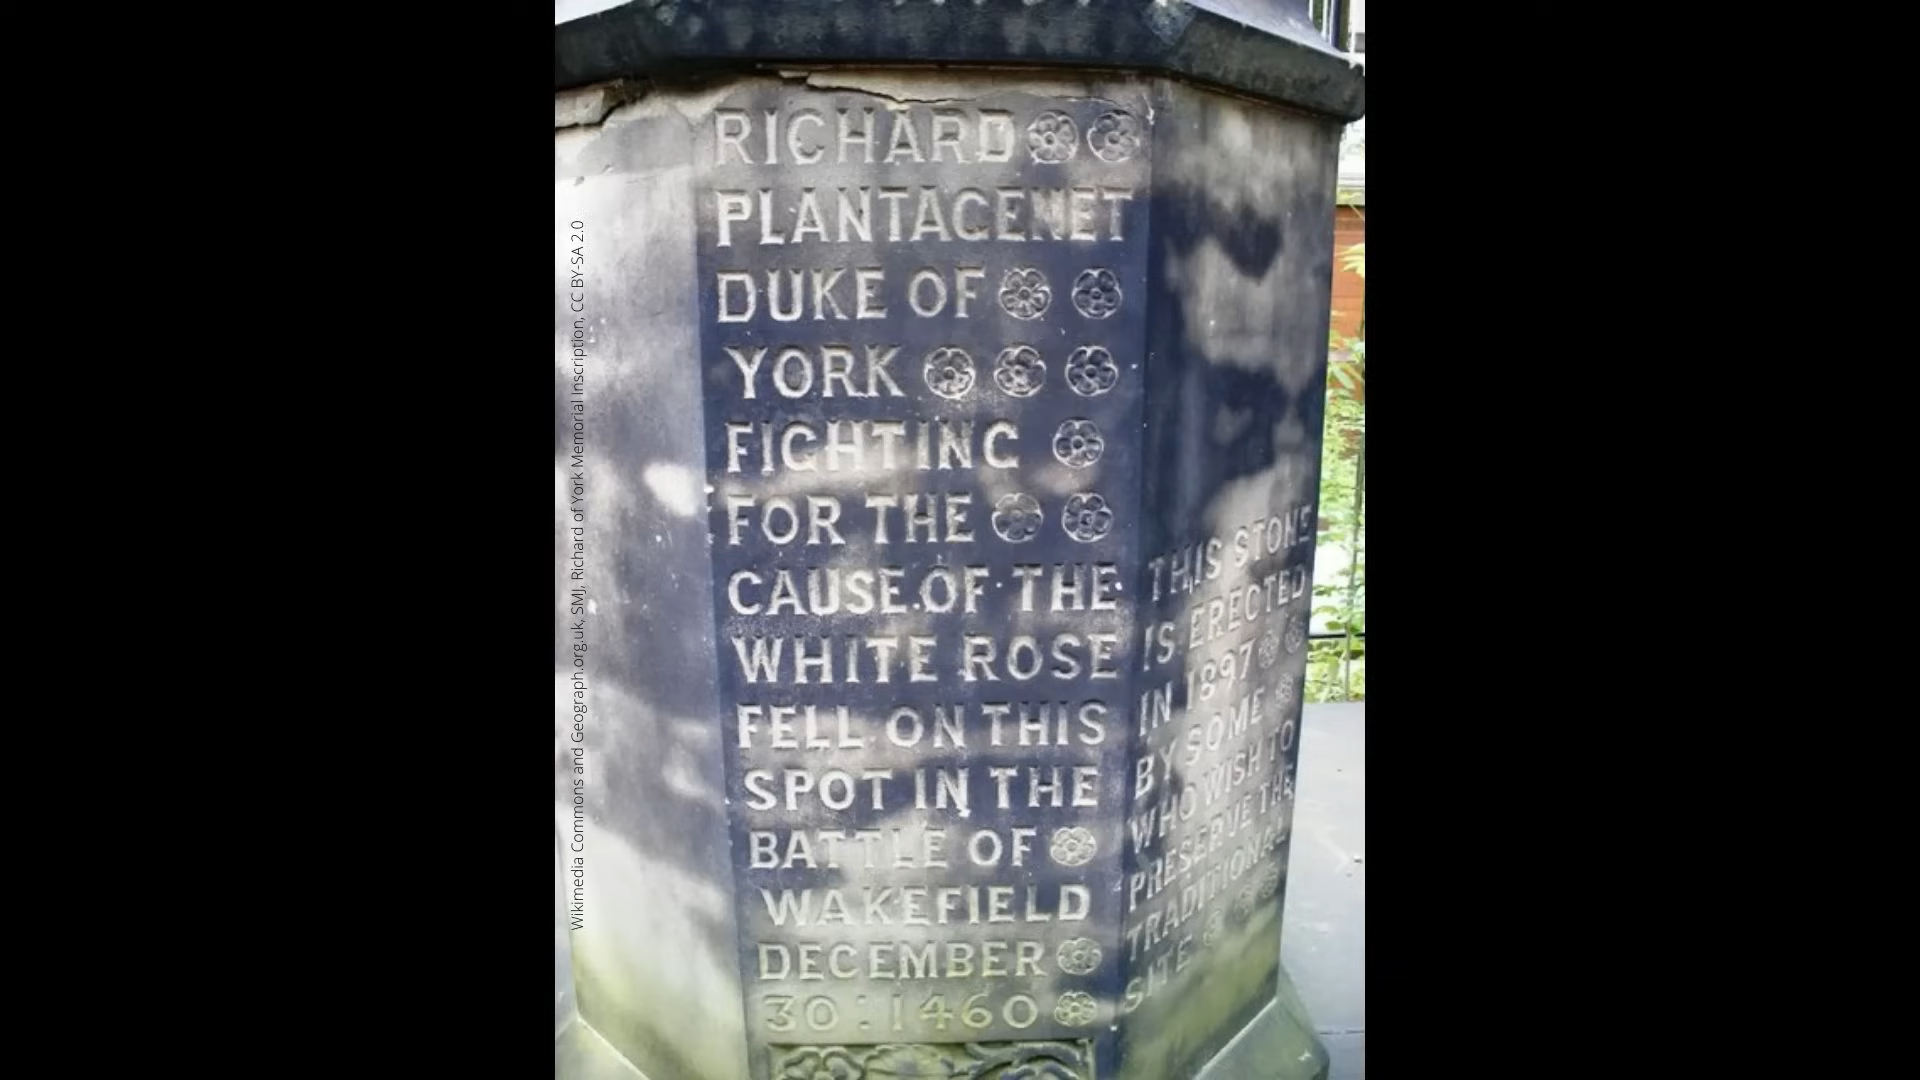 RICHARD
PLANTAGENET
DUKE OF
YORK
FIGHTING
FOR THE
CAUSE.OF.THE
WHITE ROSE
FELL ON THIS
SPOT IN THE
BATTLE OF
WAKEFIELD
DECEMBER
30:1460
THIS STONE
IS ERECTED
IN 1897
BY SOME
WHO WISH TO
PRESERVE THE
TRADITIONAL
SITE
Wikimedia Commons and Geograph.org.uk, SMJ, Richard of York Memorial Inscription, CC BY-SA 2.0